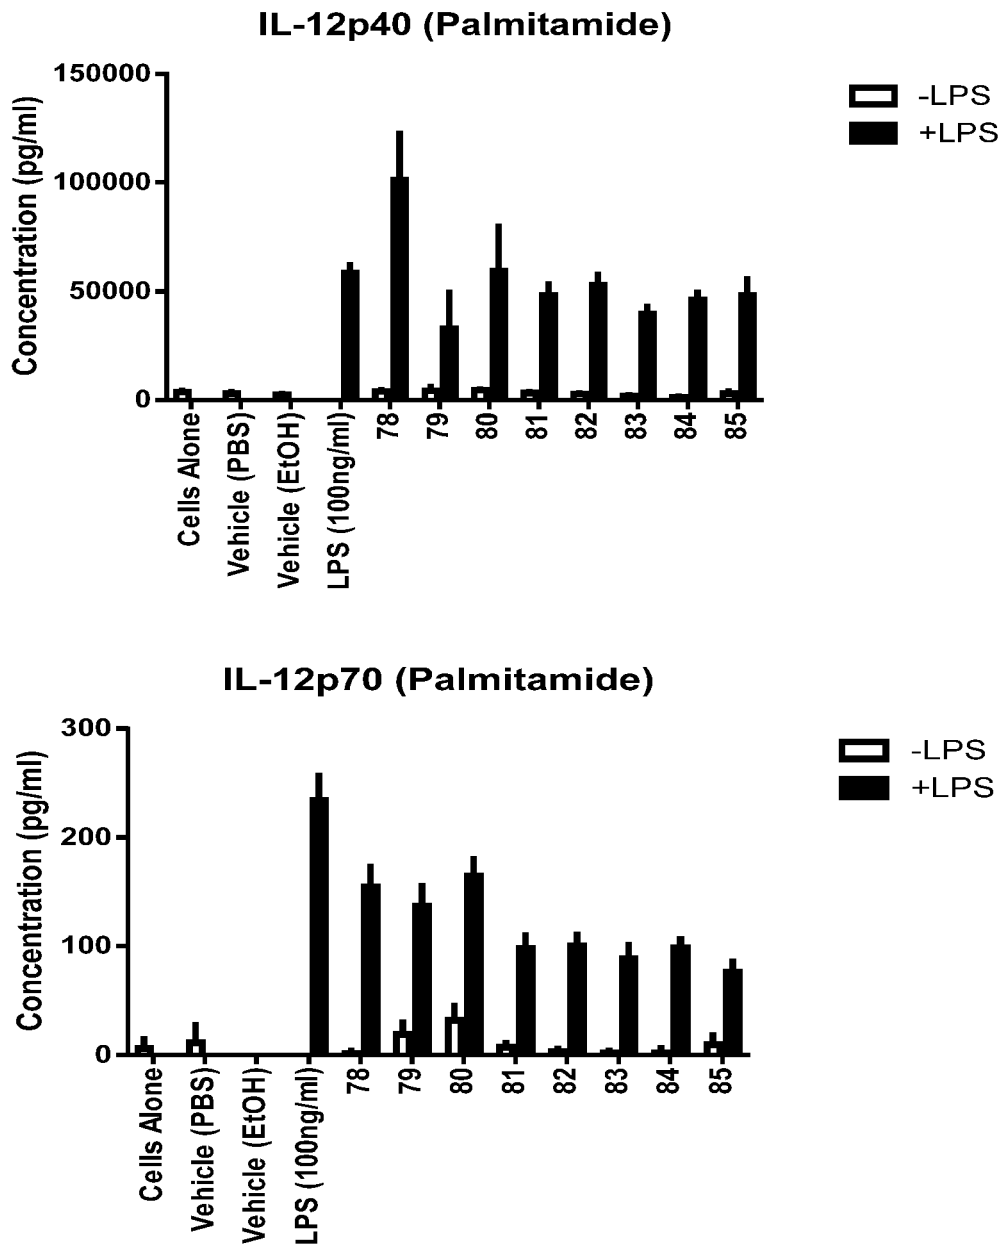 IL-12p40 (Palmitamide)
150000
100000
50000
0
Concentration (pg/ml)
-LPS
+LPS
Cells Alone
Vehicle (PBS)
Vehicle (EtOH)
LPS (100ng/ml)
78
79
80
81
82
83
84
85
IL-12p70 (Palmitamide)
300
200
100
0
Concentration (pg/ml)
-LPS
+LPS
Cells Alone
Vehicle (PBS)
Vehicle (EtOH)
LPS (100ng/ml)
78
79
80
81
82
83
84
85